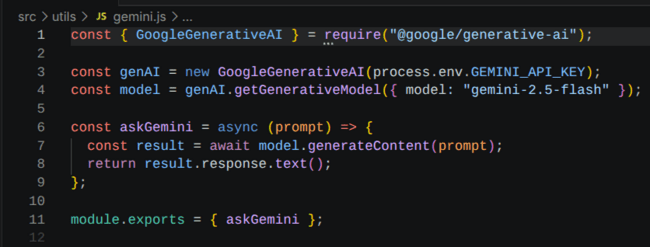 src > utils > JS gemini.js > ...
1 const { GoogleGenerativeAI } = require("@google/generative-ai");
2
3 const genAI = new GoogleGenerativeAI(process.env.GEMINI_API_KEY);
4 const model = genAI.getGenerativeModel({ model: "gemini-2.5-flash" });
5
6 const askGemini = async (prompt) => {
7   const result = await model.generateContent(prompt);
8   return result.response.text();
9 };
10
11 module.exports = { askGemini };
12